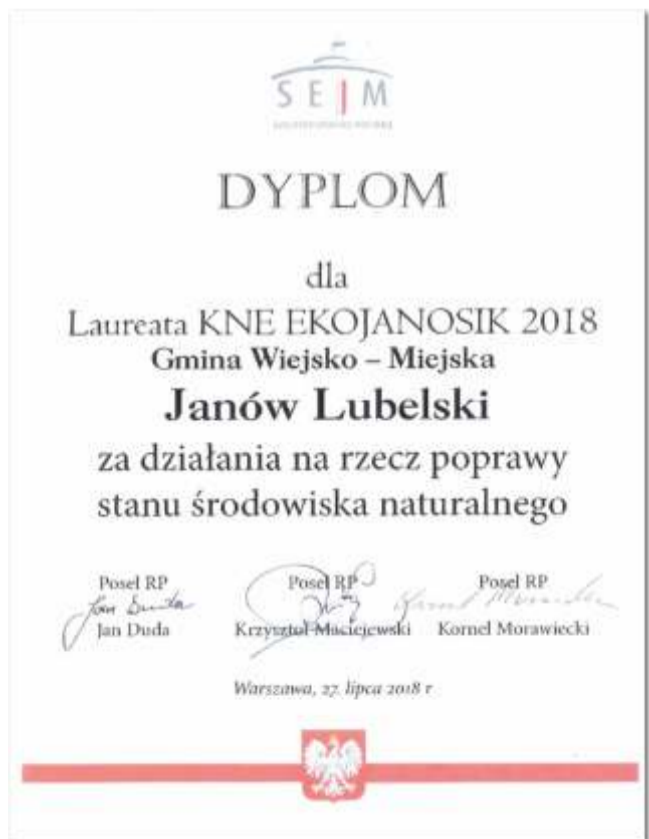 SEJM
DYPLOM
dla
Laureata KNE EKOJANOSIK 2018
Gmina Wiejsko – Miejska
Janów Lubelski
za działania na rzecz poprawy
stanu środowiska naturalnego
Poseł RP Poseł RP Poseł RP
Jan Duda Krzysztof Maciejewski Kornel Morawiecki
Warszawa, 27. lipca 2018 r